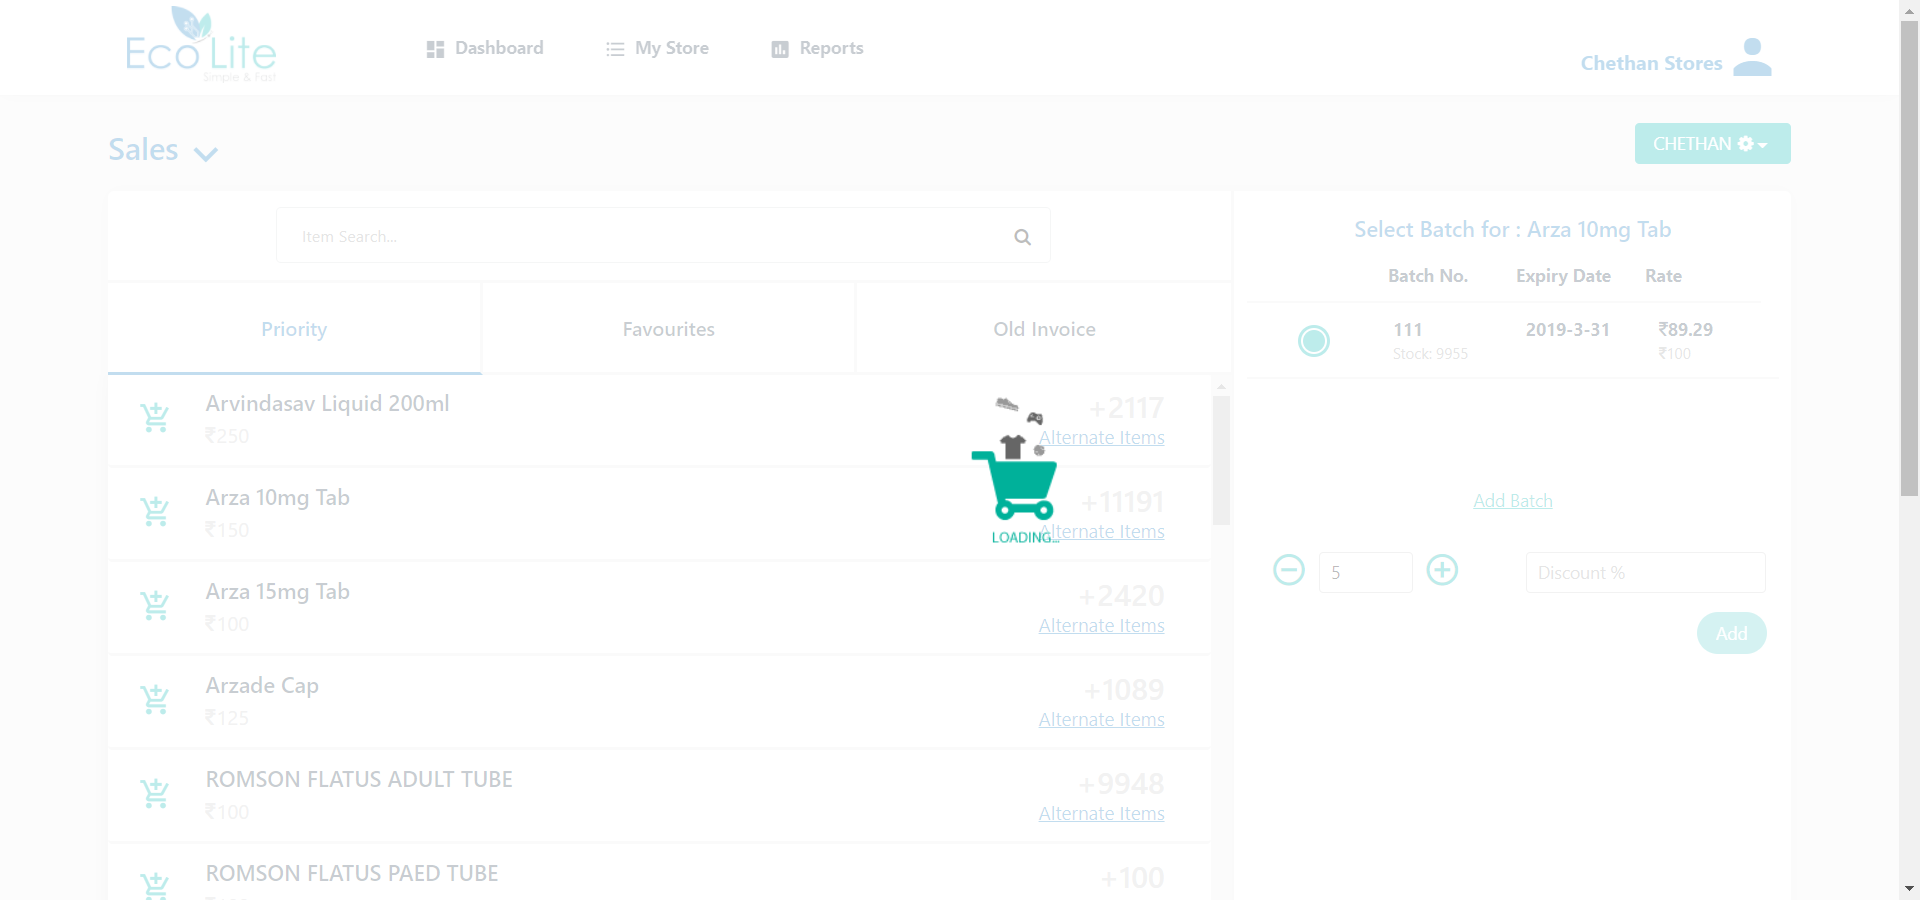 Eco Lite
Simple & Fast
Dashboard
My Store
Reports
Chethan Stores
Sales
CHETHAN
Item Search...
Priority
Favourites
Old Invoice
Arvindasav Liquid 200ml
₹250
+2117
Alternate Items
Arza 10mg Tab
₹150
+11191
Alternate Items
Arza 15mg Tab
₹100
+2420
Alternate Items
Arzade Cap
₹125
+1089
Alternate Items
ROMSON FLATUS ADULT TUBE
₹100
+9948
Alternate Items
ROMSON FLATUS PAED TUBE
+100
LOADING...
Select Batch for : Arza 10mg Tab
Batch No. Expiry Date Rate
111 2019-3-31 ₹89.29
Stock: 9955 ₹100
Add Batch
5
Discount %
Add